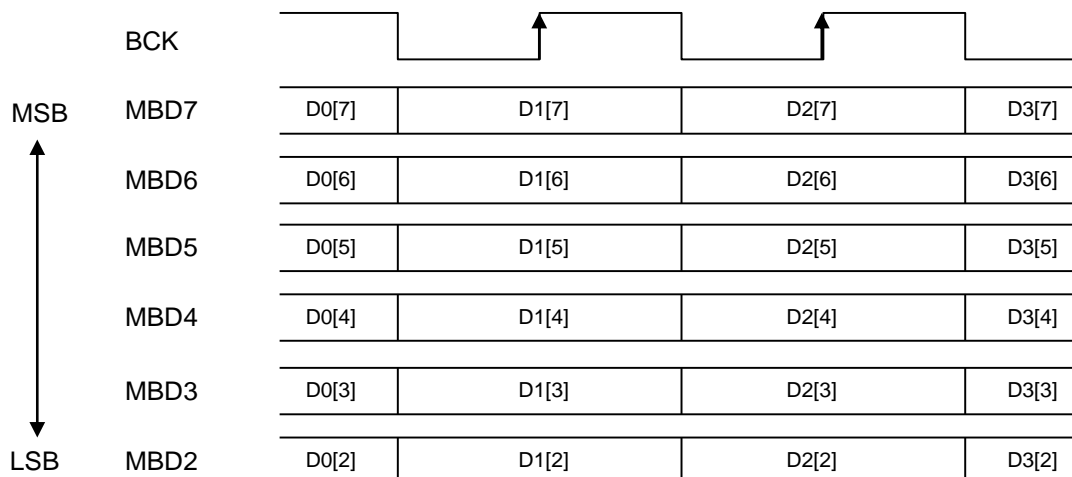 BCK
MSB MBD7 D0[7] D1[7] D2[7] D3[7]
MBD6 D0[6] D1[6] D2[6] D3[6]
MBD5 D0[5] D1[5] D2[5] D3[5]
MBD4 D0[4] D1[4] D2[4] D3[4]
MBD3 D0[3] D1[3] D2[3] D3[3]
LSB MBD2 D0[2] D1[2] D2[2] D3[2]